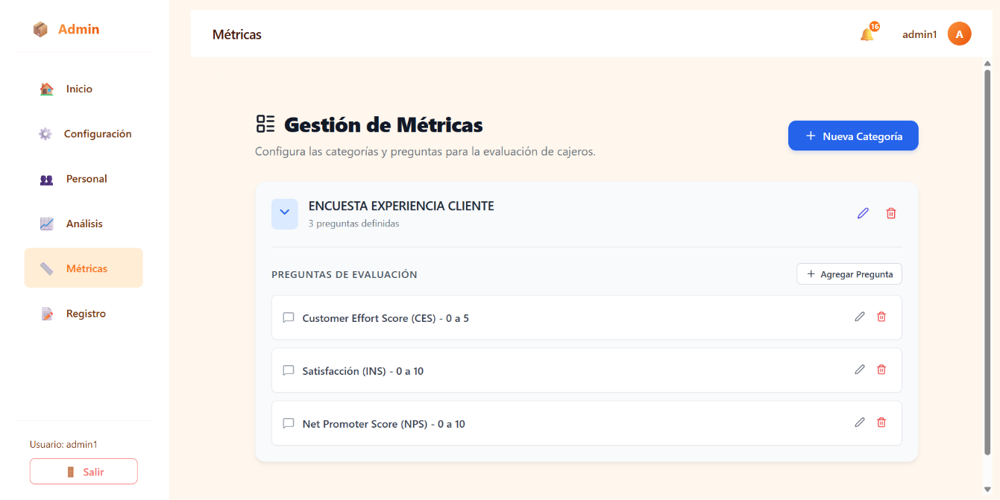 Admin
Inicio
Configuración
Personal
Análisis
Métricas
Registro
Usuario: admin1
Salir
Métricas
16
admin1
A
Gestión de Métricas
Configura las categorías y preguntas para la evaluación de cajeros.
+ Nueva Categoría
ENCUESTA EXPERIENCIA CLIENTE
3 preguntas definidas
PREGUNTAS DE EVALUACIÓN
+ Agregar Pregunta
Customer Effort Score (CES) - 0 a 5
Satisfacción (INS) - 0 a 10
Net Promoter Score (NPS) - 0 a 10